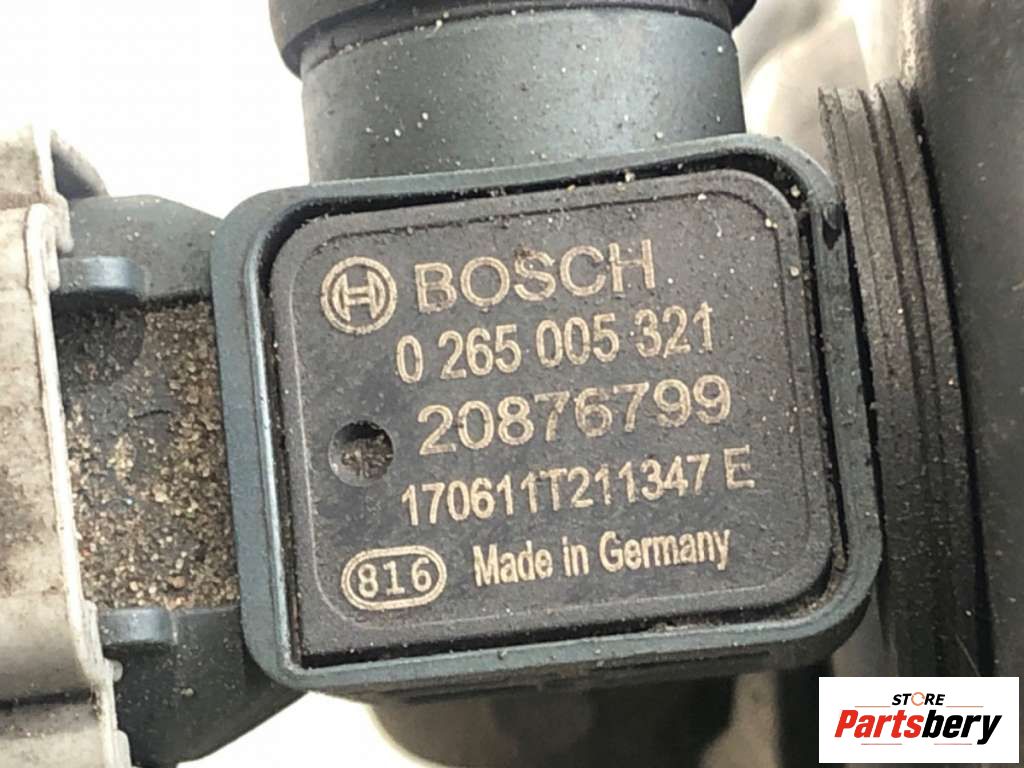 BOSCH
0 265 005 321
20876799
170611T211347 E
816 Made in Germany
STORE
Partsbery